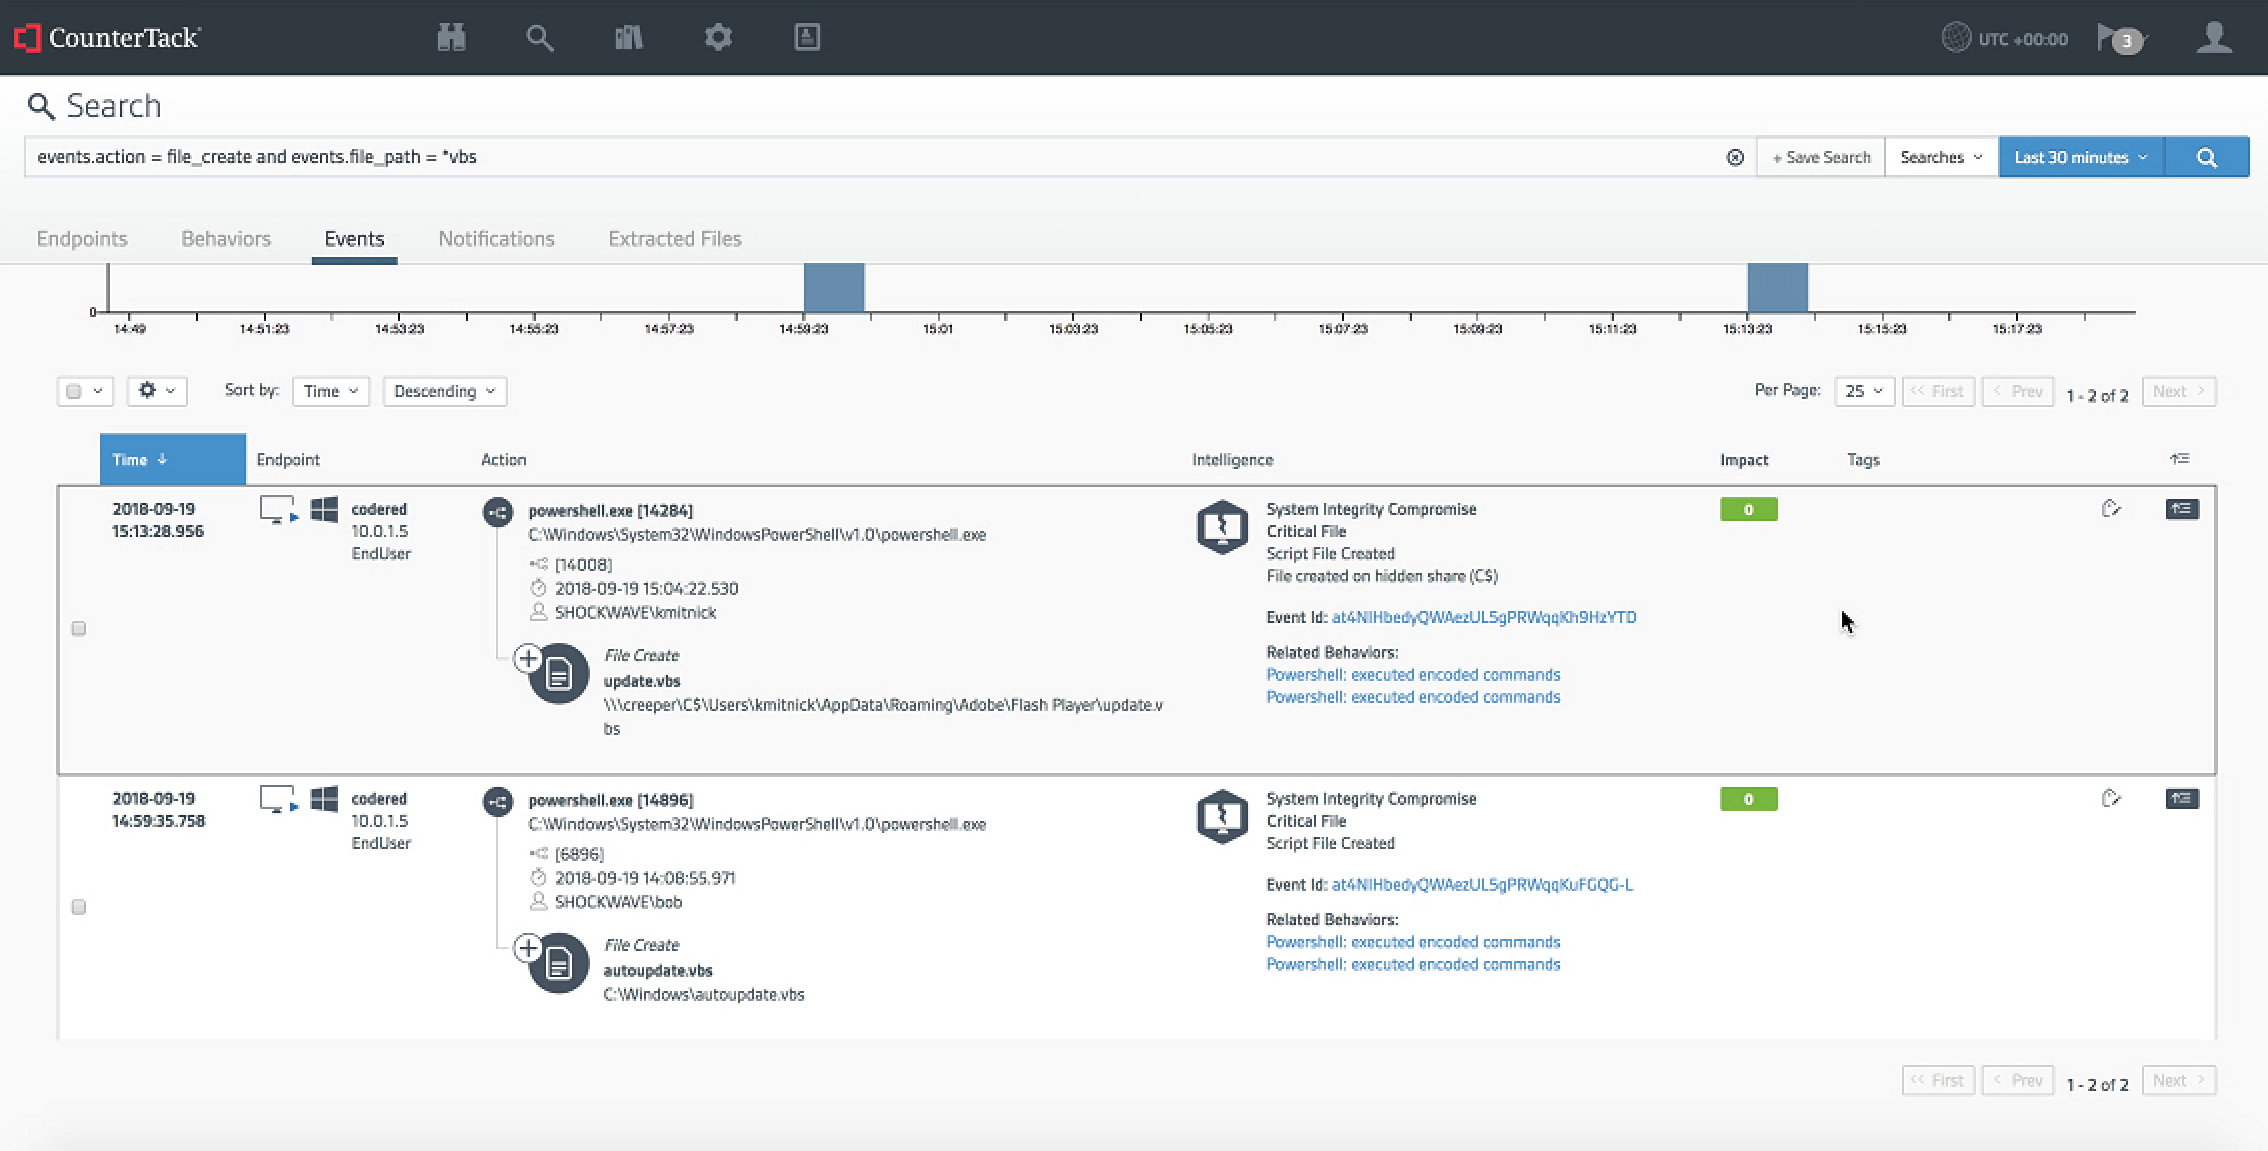 CounterTack
UTC +00:00
3
Search
events.action = file_create and events.file_path = *vbs
+ Save Search
Searches
Last 30 minutes
Endpoints
Behaviors
Events
Notifications
Extracted Files
0
14:49 14:51:23 14:53:23 14:55:23 14:57:23 14:59:23 15:01 15:03:23 15:05:23 15:07:23 15:09:23 15:11:23 15:13:23 15:15:23 15:17:23
Sort by:
Time
Descending
Per Page:
25
<< First
< Prev
1 - 2 of 2
Next >
Time ↓
Endpoint
Action
Intelligence
Impact
Tags
2018-09-19
15:13:28.956
codered
10.0.1.5
EndUser
powershell.exe [14284]
C:\Windows\System32\WindowsPowerShell\v1.0\powershell.exe
[14008]
2018-09-19 15:04:22.530
SHOCKWAVE\kmitnick
File Create
update.vbs
\\\creeper\C$\Users\kmitnick\AppData\Roaming\Adobe\Flash Player\update.v
bs
System Integrity Compromise
Critical File
Script File Created
File created on hidden share (C$)
Event Id: at4NIHbedyQWAezUL5gPRWqqKh9HzYTD
Related Behaviors:
Powershell: executed encoded commands
Powershell: executed encoded commands
0
2018-09-19
14:59:35.758
codered
10.0.1.5
EndUser
powershell.exe [14896]
C:\Windows\System32\WindowsPowerShell\v1.0\powershell.exe
[6896]
2018-09-19 14:08:55.971
SHOCKWAVE\bob
File Create
autoupdate.vbs
C:\Windows\autoupdate.vbs
System Integrity Compromise
Critical File
Script File Created
Event Id: at4NIHbedyQWAezUL5gPRWqqKuFGQG-L
Related Behaviors:
Powershell: executed encoded commands
Powershell: executed encoded commands
0
<< First
< Prev
1 - 2 of 2
Next >